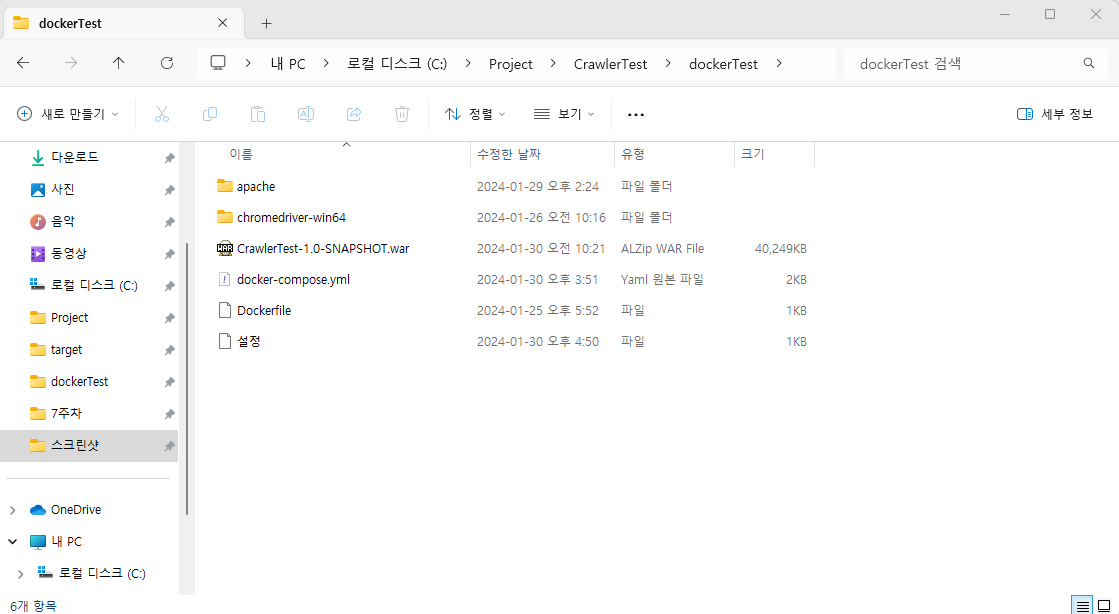 dockerTest
내 PC > 로컬 디스크 (C:) > Project > CrawlerTest > dockerTest >
dockerTest 검색
새로 만들기
정렬
보기
세부 정보
다운로드
사진
음악
동영상
로컬 디스크 (C:)
Project
target
dockerTest
7주차
스크린샷
OneDrive
내 PC
로컬 디스크 (C:)
이름 수정한 날짜 유형 크기
apache 2024-01-29 오후 2:24 파일 폴더
chromedriver-win64 2024-01-26 오전 10:16 파일 폴더
CrawlerTest-1.0-SNAPSHOT.war 2024-01-30 오전 10:21 ALZip WAR File 40,249KB
docker-compose.yml 2024-01-30 오후 3:51 Yaml 원본 파일 2KB
Dockerfile 2024-01-25 오후 5:52 파일 1KB
설정 2024-01-30 오후 4:50 파일 1KB
6개 항목